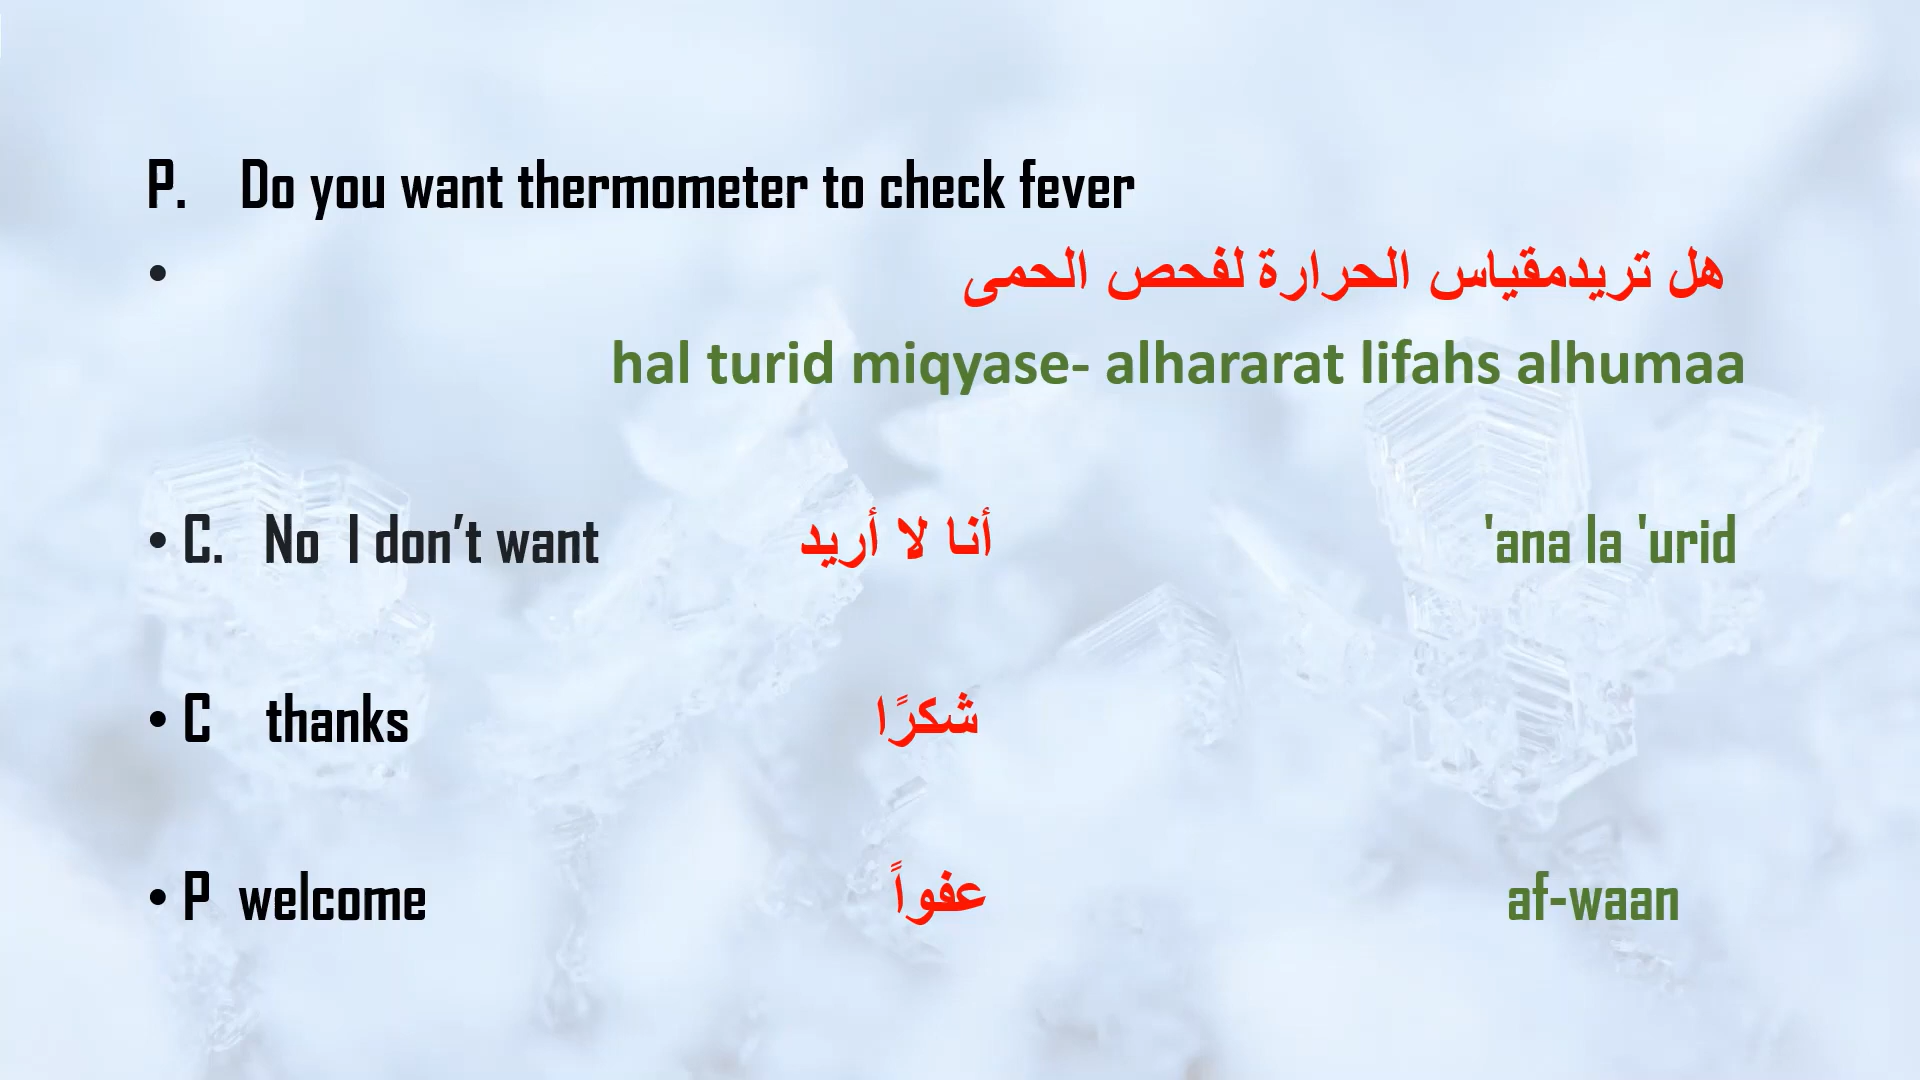 P. Do you want thermometer to check fever
• هل تريدمقياس الحرارة لفحص الحمى
hal turid miqyase- alhararat lifahs alhumaa
• C. No I don’t want أنا لا أريد 'ana la 'urid
• C thanks شكرًا
• P welcome عفواً af-waan